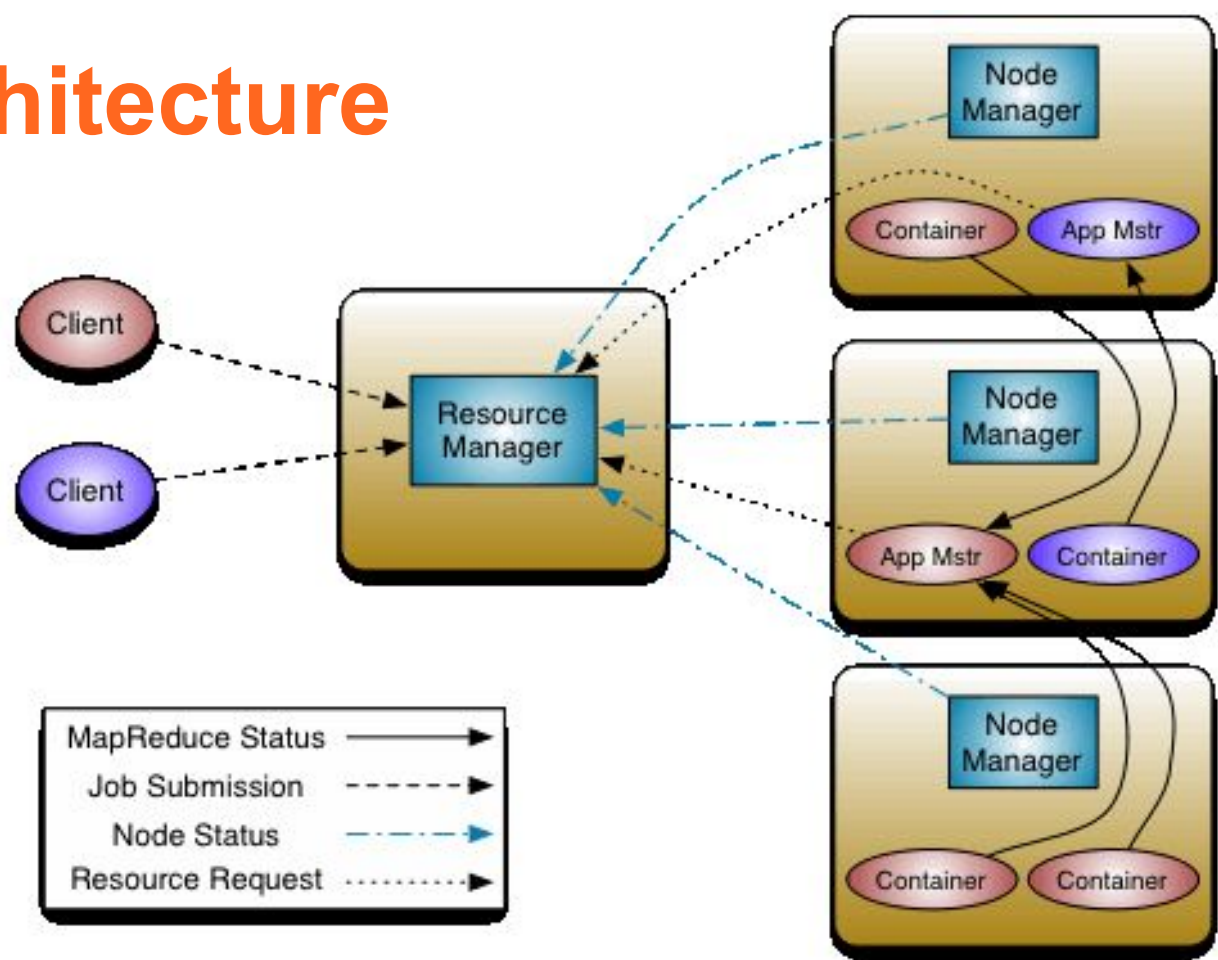 hitecture
Client
Client
Resource
Manager
Node
Manager
Container
App Mstr
Node
Manager
App Mstr
Container
Node
Manager
Container
Container
MapReduce Status
Job Submission
Node Status
Resource Request